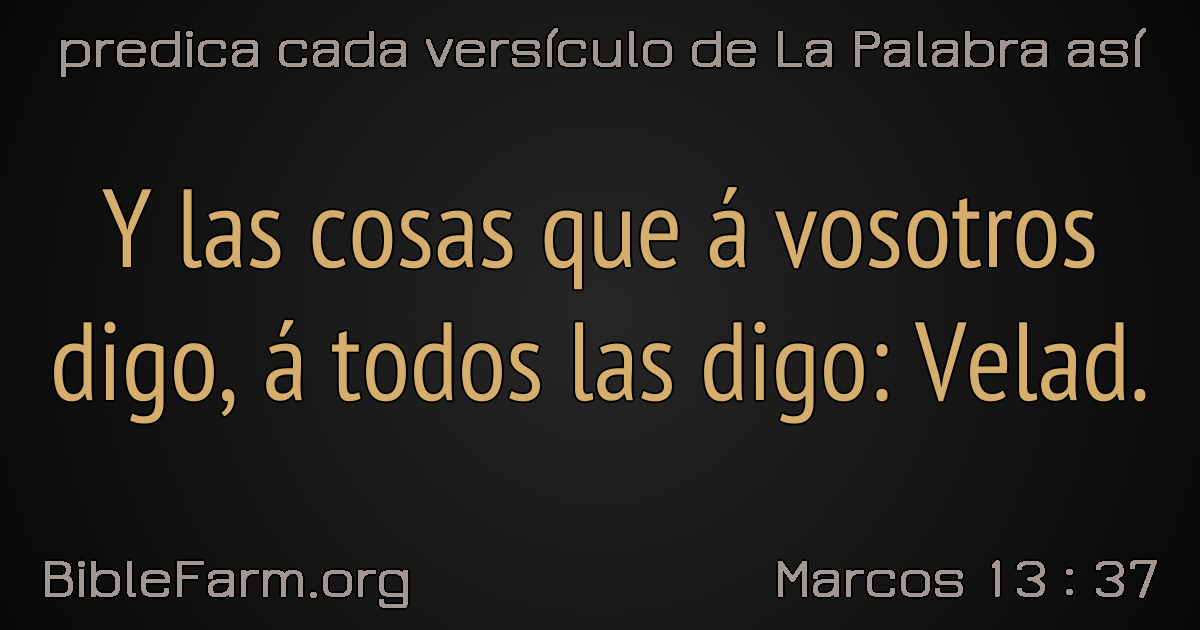 predica cada versículo de La Palabra así
Y las cosas que á vosotros
digo, á todos las digo: Velad.
BibleFarm.org
Marcos 13 : 37